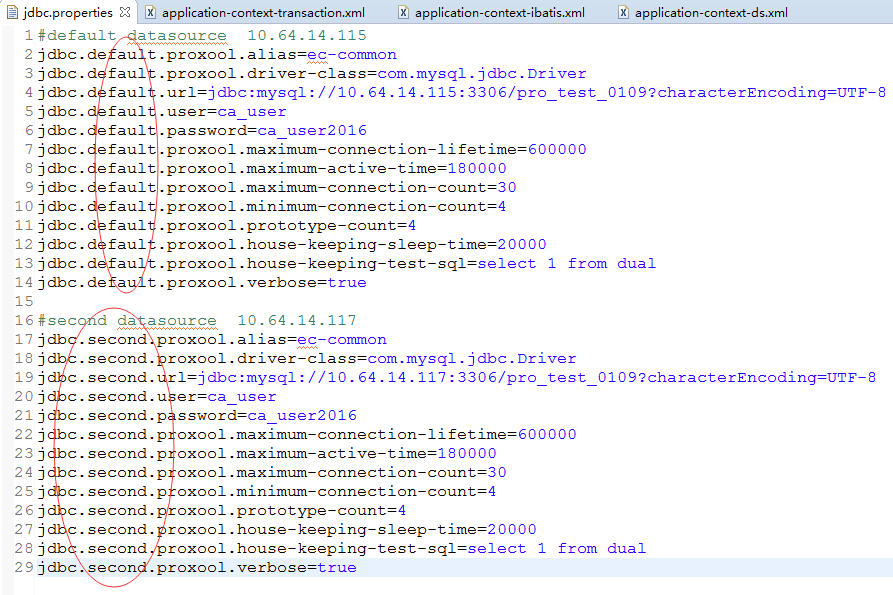 jdbc.properties application-context-transaction.xml application-context-ibatis.xml application-context-ds.xml
1 #default datasource  10.64.14.115
2 jdbc.default.proxool.alias=ec-common
3 jdbc.default.proxool.driver-class=com.mysql.jdbc.Driver
4 jdbc.default.url=jdbc:mysql://10.64.14.115:3306/pro_test_0109?characterEncoding=UTF-8
5 jdbc.default.user=ca_user
6 jdbc.default.password=ca_user2016
7 jdbc.default.proxool.maximum-connection-lifetime=600000
8 jdbc.default.proxool.maximum-active-time=180000
9 jdbc.default.proxool.maximum-connection-count=30
10 jdbc.default.proxool.minimum-connection-count=4
11 jdbc.default.proxool.prototype-count=4
12 jdbc.default.proxool.house-keeping-sleep-time=20000
13 jdbc.default.proxool.house-keeping-test-sql=select 1 from dual
14 jdbc.default.proxool.verbose=true
15
16 #second datasource  10.64.14.117
17 jdbc.second.proxool.alias=ec-common
18 jdbc.second.proxool.driver-class=com.mysql.jdbc.Driver
19 jdbc.second.url=jdbc:mysql://10.64.14.117:3306/pro_test_0109?characterEncoding=UTF-8
20 jdbc.second.user=ca_user
21 jdbc.second.password=ca_user2016
22 jdbc.second.proxool.maximum-connection-lifetime=600000
23 jdbc.second.proxool.maximum-active-time=180000
24 jdbc.second.proxool.maximum-connection-count=30
25 jdbc.second.proxool.minimum-connection-count=4
26 jdbc.second.proxool.prototype-count=4
27 jdbc.second.proxool.house-keeping-sleep-time=20000
28 jdbc.second.proxool.house-keeping-test-sql=select 1 from dual
29 jdbc.second.proxool.verbose=true